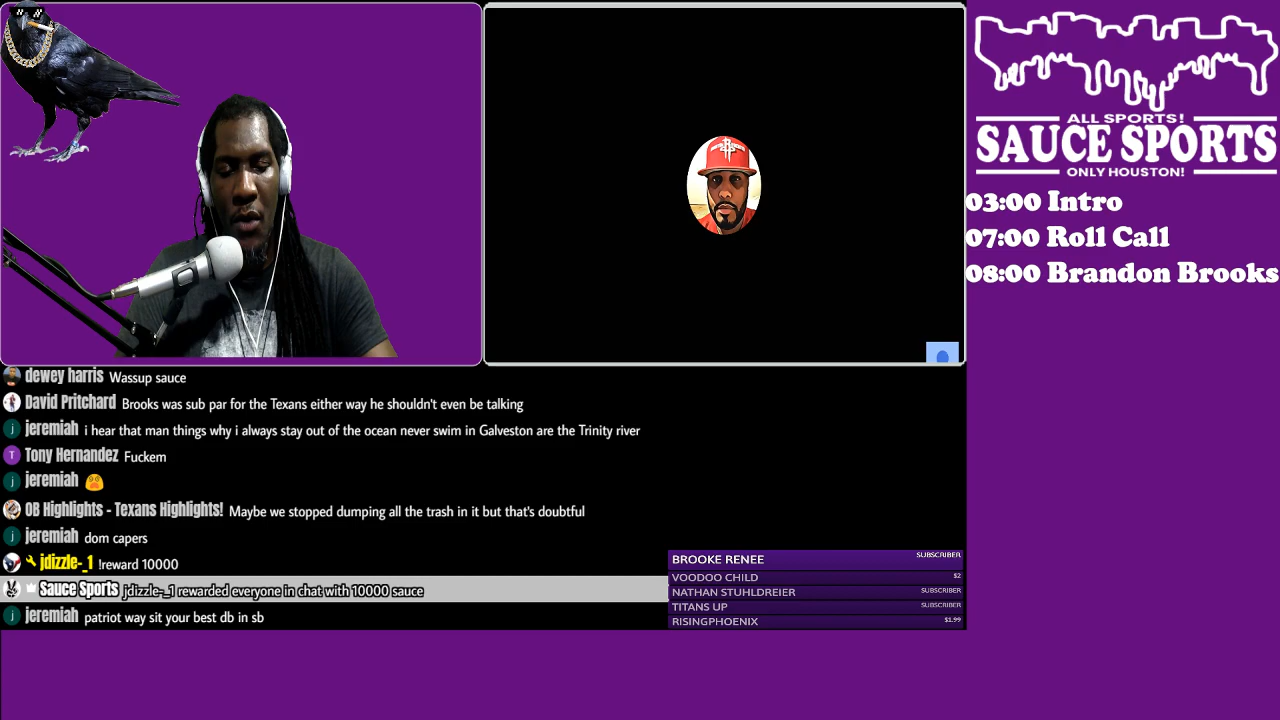 ALL SPORTS!
SAUCE SPORTS
ONLY HOUSTON!
03:00 Intro
07:00 Roll Call
08:00 Brandon Brooks
dewey harris Wassup sauce
David Pritchard Brooks was sub par for the Texans either way he shouldn't even be talking
j jeremiah i hear that man things why i always stay out of the ocean never swim in Galveston are the Trinity river
T Tony Hernandez Fuckem
j jeremiah
OB Highlights - Texans Highlights! Maybe we stopped dumping all the trash in it but that's doubtful
j jeremiah dom capers
jdizzle-_1 !reward 10000
Sauce Sports jdizzle-_1 rewarded everyone in chat with 10000 sauce
j jeremiah patriot way sit your best db in sb
BROOKE RENEE SUBSCRIBER
VOODOO CHILD $2
NATHAN STUHLDREIER SUBSCRIBER
TITANS UP SUBSCRIBER
RISINGPHOENIX $1.99